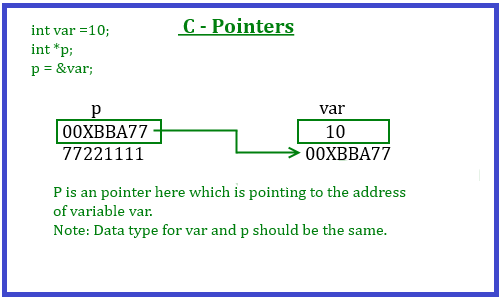 C - Pointers
int var =10;
int *p;
p = &var;
p
var
00XBBA77
10
77221111
00XBBA77
P is an pointer here which is pointing to the address
of variable var.
Note: Data type for var and p should be the same.